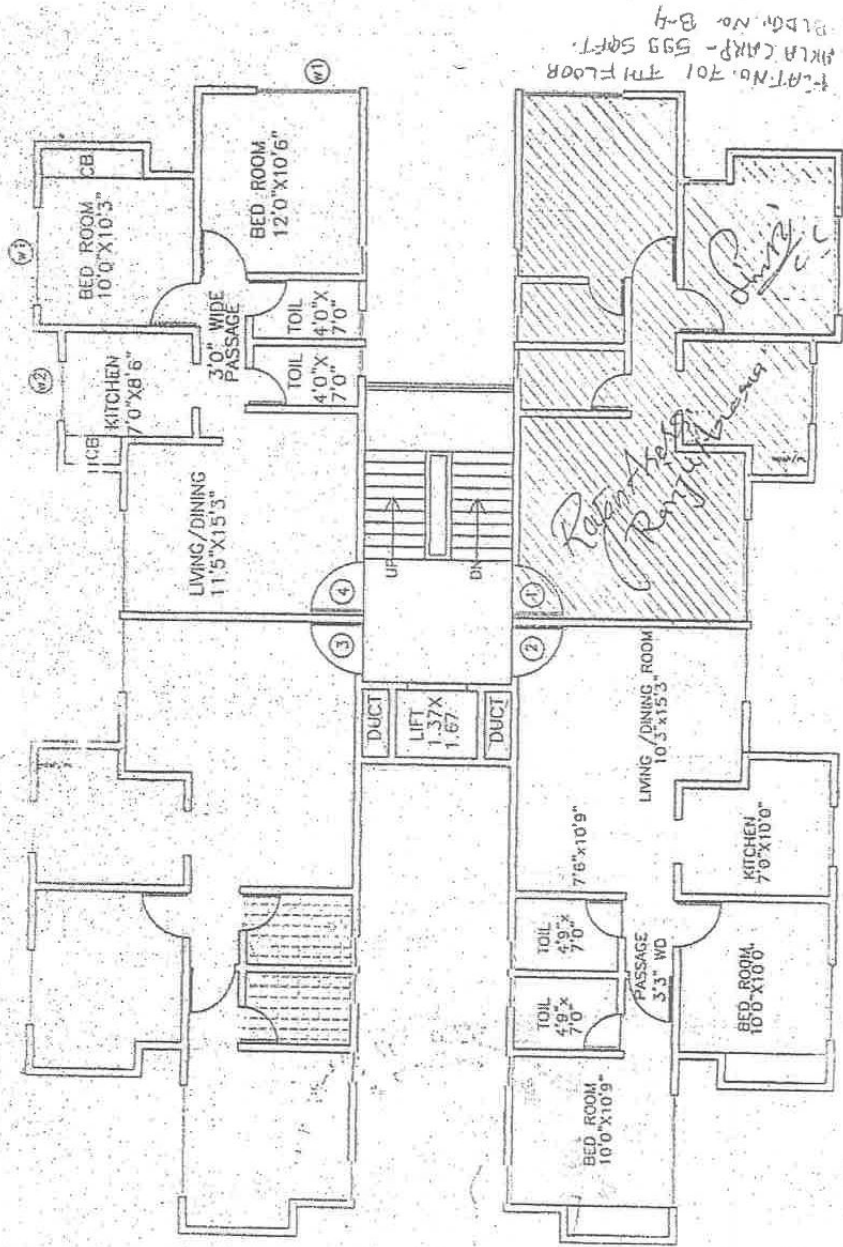 FLAT NO. 701 7TH FLOOR
CARP - 599 SQFT.
BLDG. No B-4
W1
CB
BED ROOM
10'0"X10'3"
W1
BED ROOM
12'0"X10'6"
W2
CB
KITCHEN
7'0"X8'6"
3'0" WIDE
PASSAGE
TOIL
4'0"X
7'0"
TOIL
4'0"X
7'0"
LIVING/DINING
11'5"X15'3"
UP
DN
4
3
1
2
DUCT
LIFT
1.37X
1.67
DUCT
LIVING/DINING ROOM
10'3"X15'3"
7'6"X10'9"
KITCHEN
7'0"X10'0"
TOIL
4'9"X
7'0"
TOIL
4'9"X
7'0"
PASSAGE
3'3" WD
BED ROOM
10'0"X10'0"
BED ROOM
10'0"X10'9"